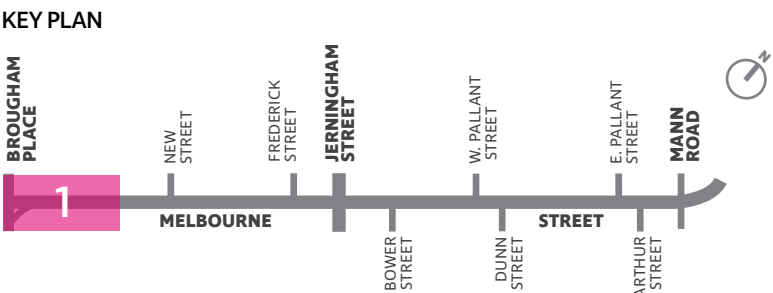 KEY PLAN
BROUGHAM
PLACE
NEW
STREET
FREDERICK
STREET
JERNINGHAM
STREET
W. PALLANT
STREET
E. PALLANT
STREET
MANN
ROAD
N
1
MELBOURNE
STREET
BOWER
STREET
DUNN
STREET
ARTHUR
STREET